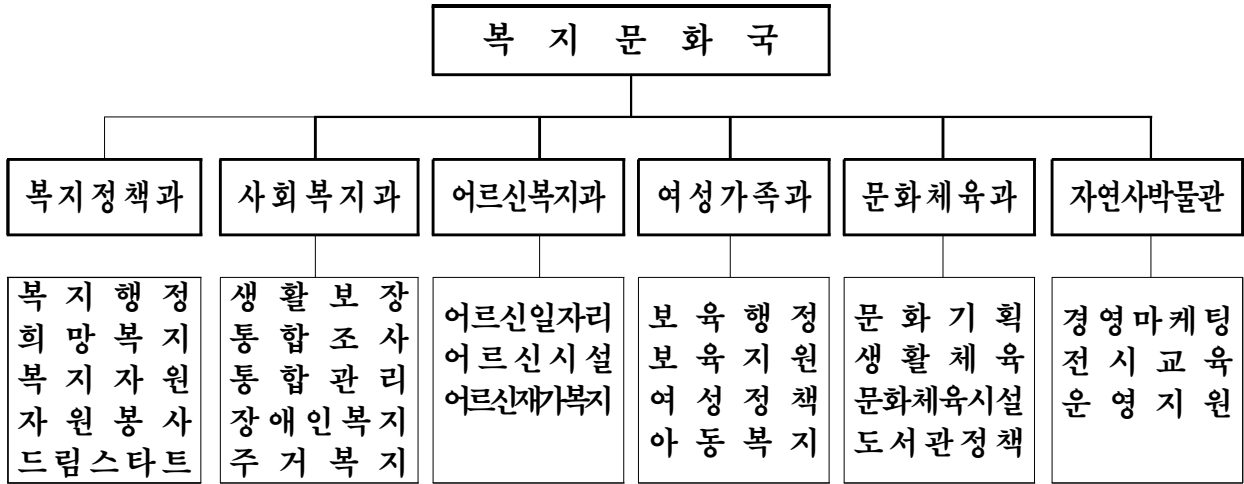 복 지 문 화 국
복지정책과
사회복지과
어르신복지과
여성가족과
문화체육과
자연사박물관
복 지 행 정
희 망 복 지
복 지 자 원
자 원 봉 사
드림스타트
생 활 보 장
통 합 조 사
통 합 관 리
장애인복지
주 거 복 지
어르신일자리
어르신시설
어르신재가복지
보 육 행 정
보 육 지 원
여 성 정 책
아 동 복 지
문 화 기 획
생 활 체 육
문화체육시설
도서관정책
경영마케팅
전 시 교 육
운 영 지 원